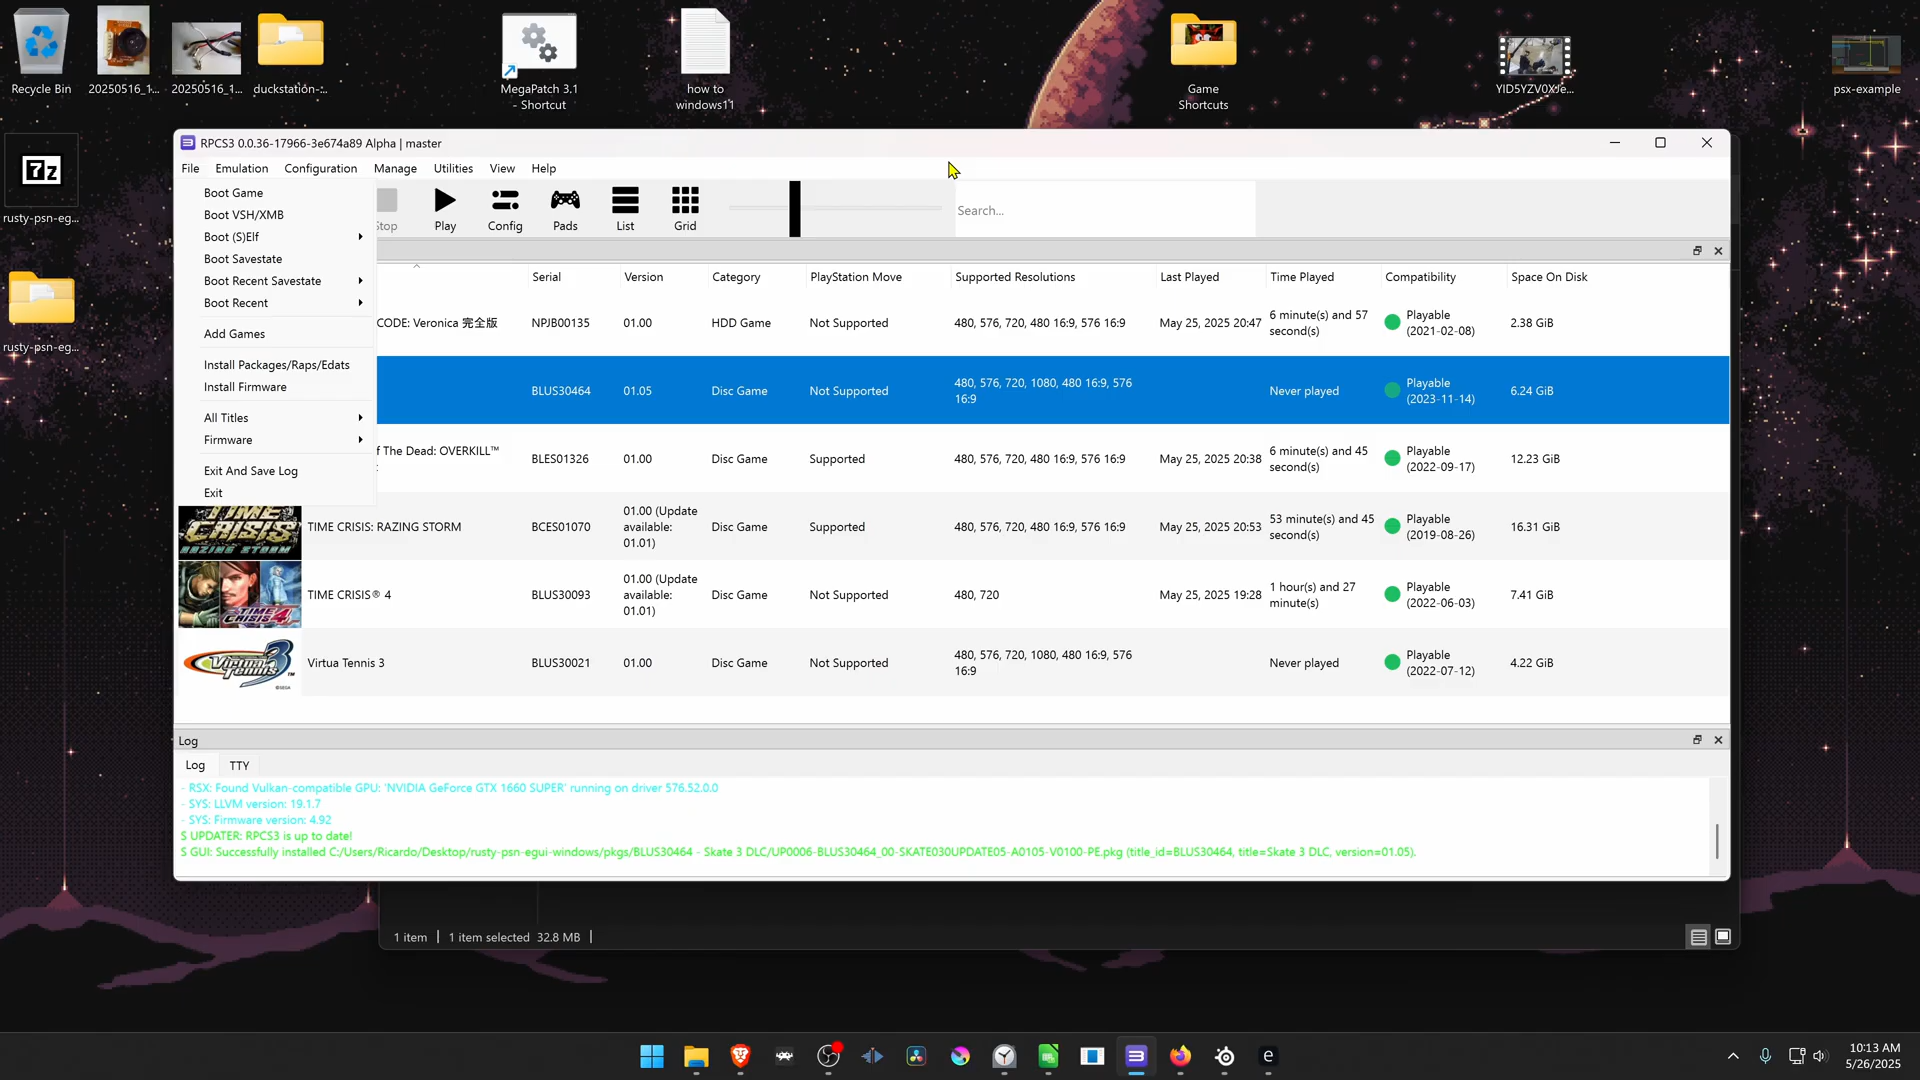 Recycle Bin
20250516_1...
20250516_1...
duckstation-...
MegaPatch 3.1
- Shortcut
how to
windows11
Game
Shortcuts
YID5YZV0XJe...
psx-example
7z
rusty-psn-eg...
rusty-psn-eg...
RPCS3 0.0.36-17966-3e674a89 Alpha | master
File Emulation Configuration Manage Utilities View Help
Boot Game
Boot VSH/XMB
Boot (S)Elf
Boot Savestate
Boot Recent Savestate
Boot Recent
Add Games
Install Packages/Raps/Edats
Install Firmware
All Titles
Firmware
Exit And Save Log
Exit
Stop Play Config Pads List Grid
Search...
Serial Version Category PlayStation Move Supported Resolutions Last Played Time Played Compatibility Space On Disk
CODE: Veronica 完全版 NPJB00135 01.00 HDD Game Not Supported 480, 576, 720, 480 16:9, 576 16:9 May 25, 2025 20:47 6 minute(s) and 57 second(s) Playable (2021-02-08) 2.38 GiB
BLUS30464 01.05 Disc Game Not Supported 480, 576, 720, 1080, 480 16:9, 576 16:9 Never played Playable (2023-11-14) 6.24 GiB
f The Dead: OVERKILL™ BLES01326 01.00 Disc Game Supported 480, 576, 720, 480 16:9, 576 16:9 May 25, 2025 20:38 6 minute(s) and 45 second(s) Playable (2022-09-17) 12.23 GiB
TIME CRISIS RAZING STORM
TIME CRISIS: RAZING STORM BCES01070 01.00 (Update available: 01.01) Disc Game Supported 480, 576, 720, 480 16:9, 576 16:9 May 25, 2025 20:53 53 minute(s) and 45 second(s) Playable (2019-08-26) 16.31 GiB
TIME CRISIS 4
TIME CRISIS® 4 BLUS30093 01.00 (Update available: 01.01) Disc Game Not Supported 480, 720 May 25, 2025 19:28 1 hour(s) and 27 minute(s) Playable (2022-06-03) 7.41 GiB
Virtua Tennis 3
©SEGA
Virtua Tennis 3 BLUS30021 01.00 Disc Game Not Supported 480, 576, 720, 1080, 480 16:9, 576 16:9 Never played Playable (2022-07-12) 4.22 GiB
Log
Log TTY
- RSX: Found Vulkan-compatible GPU: 'NVIDIA GeForce GTX 1660 SUPER' running on driver 576.52.0.0
- SYS: LLVM version: 19.1.7
- SYS: Firmware version: 4.92
S UPDATER: RPCS3 is up to date!
S GUI: Successfully installed C:/Users/Ricardo/Desktop/rusty-psn-egui-windows/pkgs/BLUS30464 - Skate 3 DLC/UP0006-BLUS30464_00-SKATE030UPDATE05-A0105-V0100-PE.pkg (title_id=BLUS30464, title=Skate 3 DLC, version=01.05).
1 item | 1 item selected 32.8 MB |
10:13 AM
5/26/2025